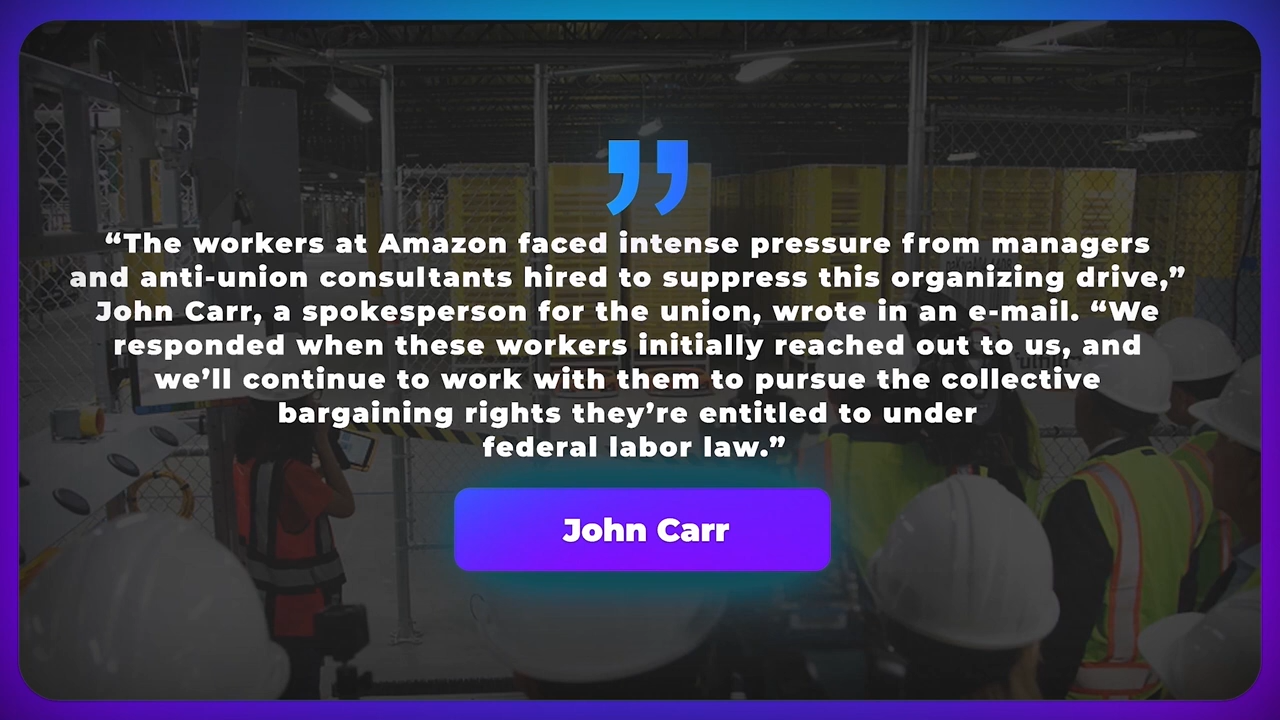 “The workers at Amazon faced intense pressure from managers
and anti-union consultants hired to suppress this organizing drive,”
John Carr, a spokesperson for the union, wrote in an e-mail. “We
responded when these workers initially reached out to us, and
we’ll continue to work with them to pursue the collective
bargaining rights they’re entitled to under
federal labor law.”
John Carr